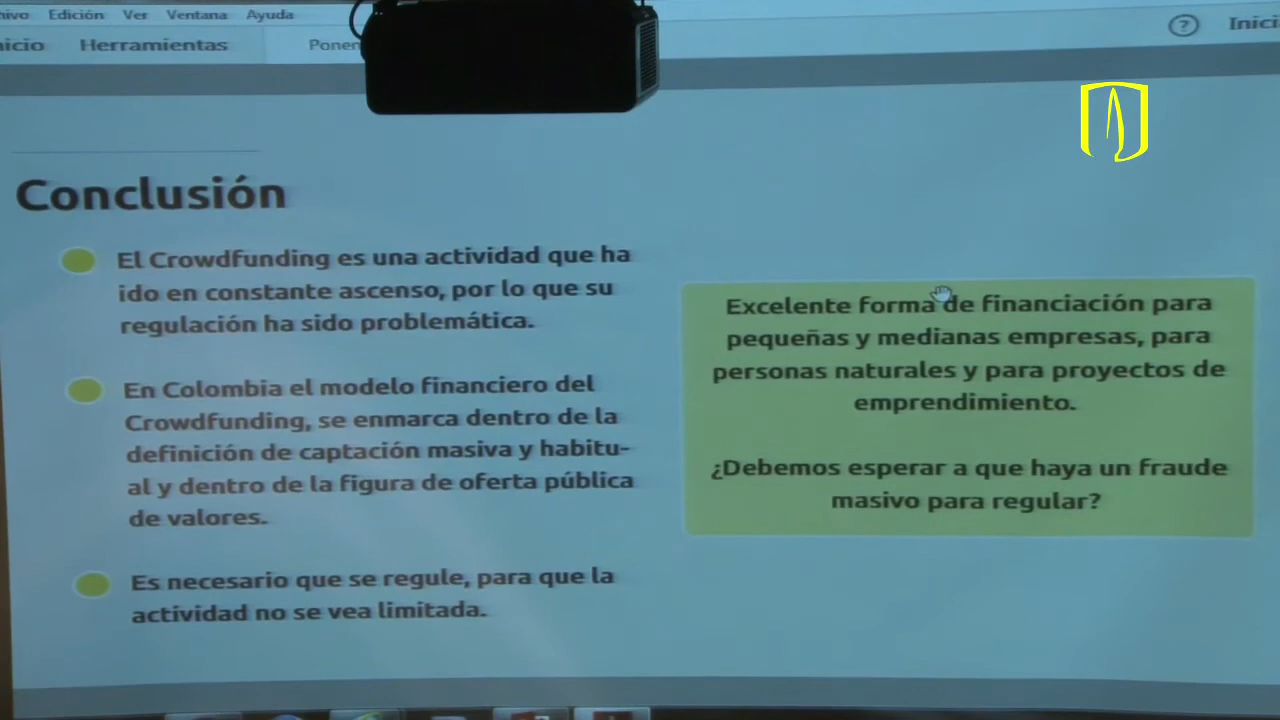 Edición Ver Ventana Ayuda
Herramientas
?
Conclusión
El Crowdfunding es una actividad que ha
ido en constante ascenso, por lo que su
regulación ha sido problemática.
En Colombia el modelo financiero del
Crowdfunding, se enmarca dentro de la
definición de captación masiva y habitu-
al y dentro de la figura de oferta pública
de valores.
Es necesario que se regule, para que la
actividad no se vea limitada.
Excelente forma de financiación para
pequeñas y medianas empresas, para
personas naturales y para proyectos de
emprendimiento.
¿Debemos esperar a que haya un fraude
masivo para regular?